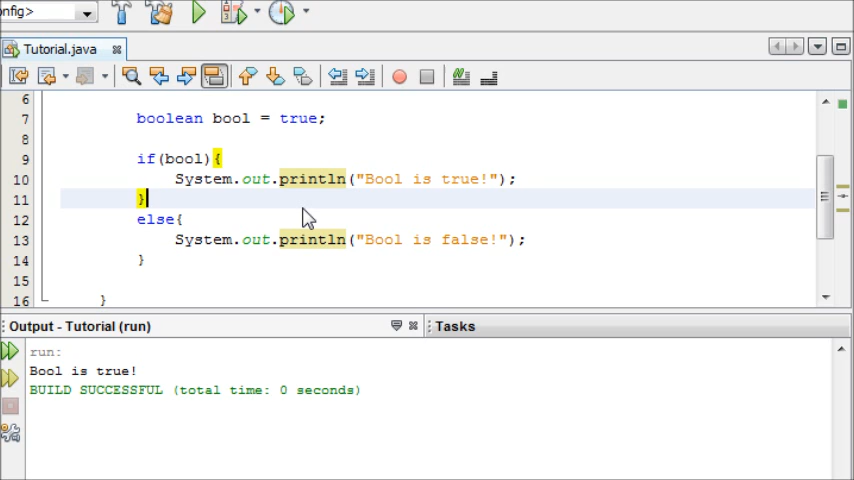 onfig>
Tutorial.java
6
7 boolean bool = true;
8
9 if(bool){
10 System.out.println("Bool is true!");
11 }
12 else{
13 System.out.println("Bool is false!");
14 }
15
16 }
Output - Tutorial (run)
Tasks
run:
Bool is true!
BUILD SUCCESSFUL (total time: 0 seconds)